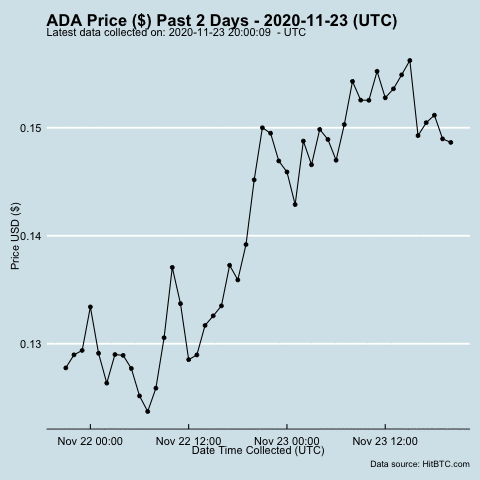 ADA Price ($) Past 2 Days - 2020-11-23 (UTC)
Latest data collected on: 2020-11-23 20:00:09 - UTC
Price USD ($)
0.15
0.14
0.13
Nov 22 00:00 Nov 22 12:00 Nov 23 00:00 Nov 23 12:00
Date Time Collected (UTC)
Data source: HitBTC.com